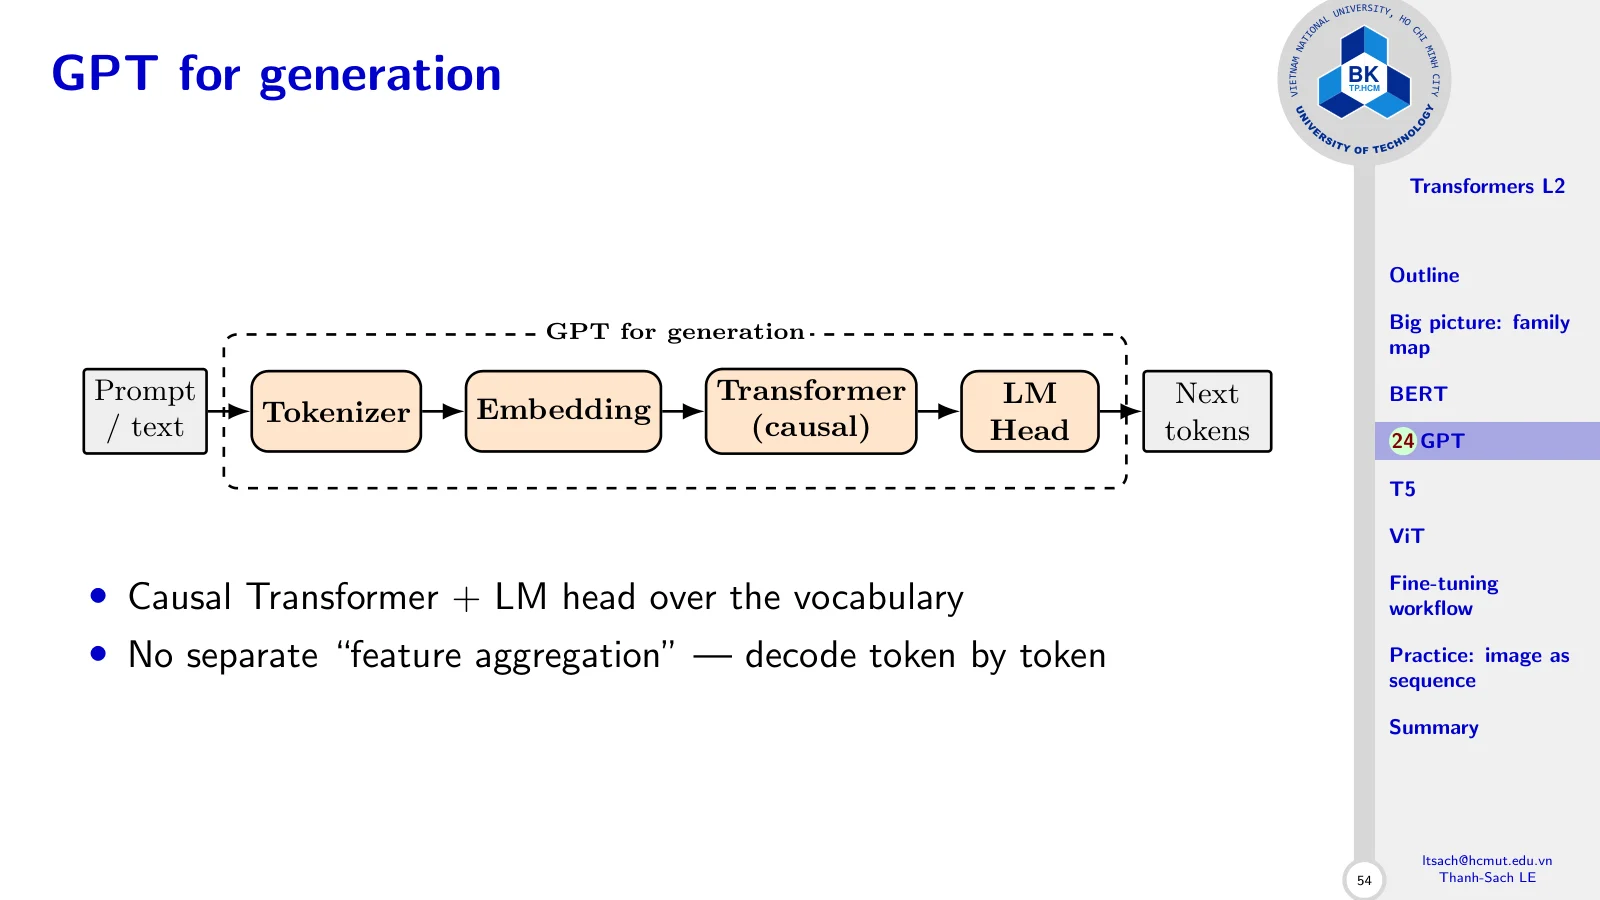 GPT for generation
GPT for generation
Prompt
/ text
Tokenizer
Embedding
Transformer
(causal)
LM
Head
Next
tokens
• Causal Transformer + LM head over the vocabulary
• No separate “feature aggregation” — decode token by token
VIETNAM NATIONAL UNIVERSITY, HO CHI MINH CITY
BK
TP.HCM
UNIVERSITY OF TECHNOLOGY
Transformers L2
Outline
Big picture: family
map
BERT
24 GPT
T5
ViT
Fine-tuning
workflow
Practice: image as
sequence
Summary
ltsach@hcmut.edu.vn
Thanh-Sach LE
54